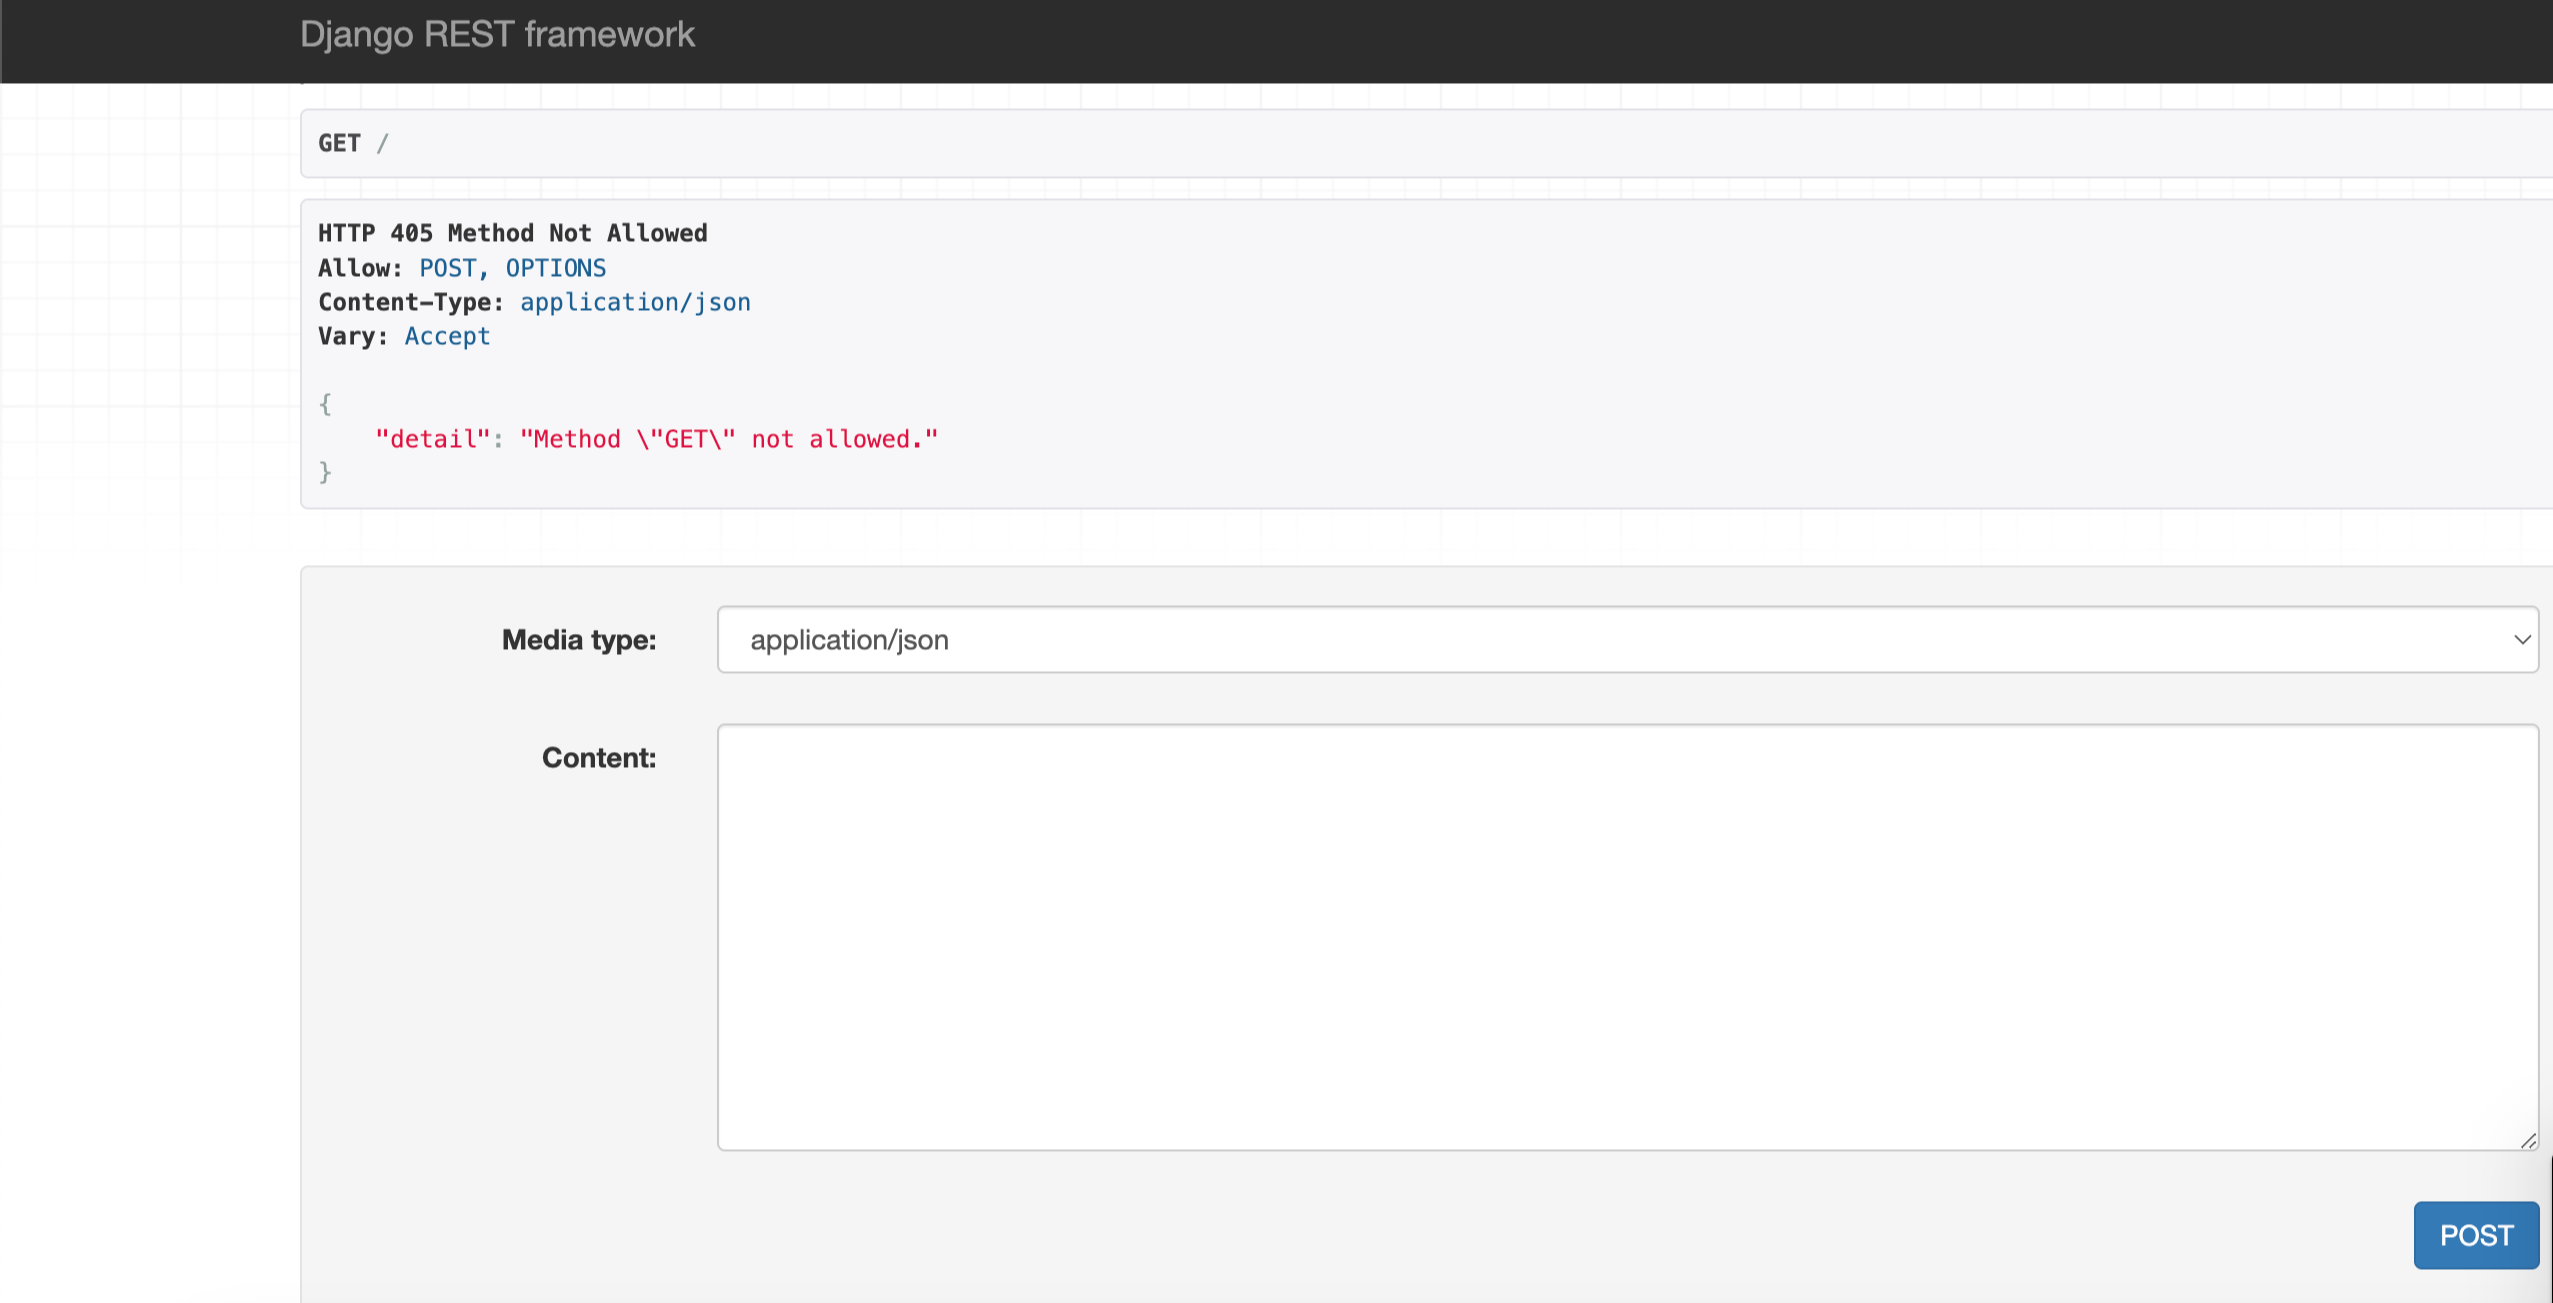 Django REST framework
GET /
HTTP 405 Method Not Allowed
Allow: POST, OPTIONS
Content-Type: application/json
Vary: Accept
{
    "detail": "Method \"GET\" not allowed."
}
Media type: application/json
Content:
POST